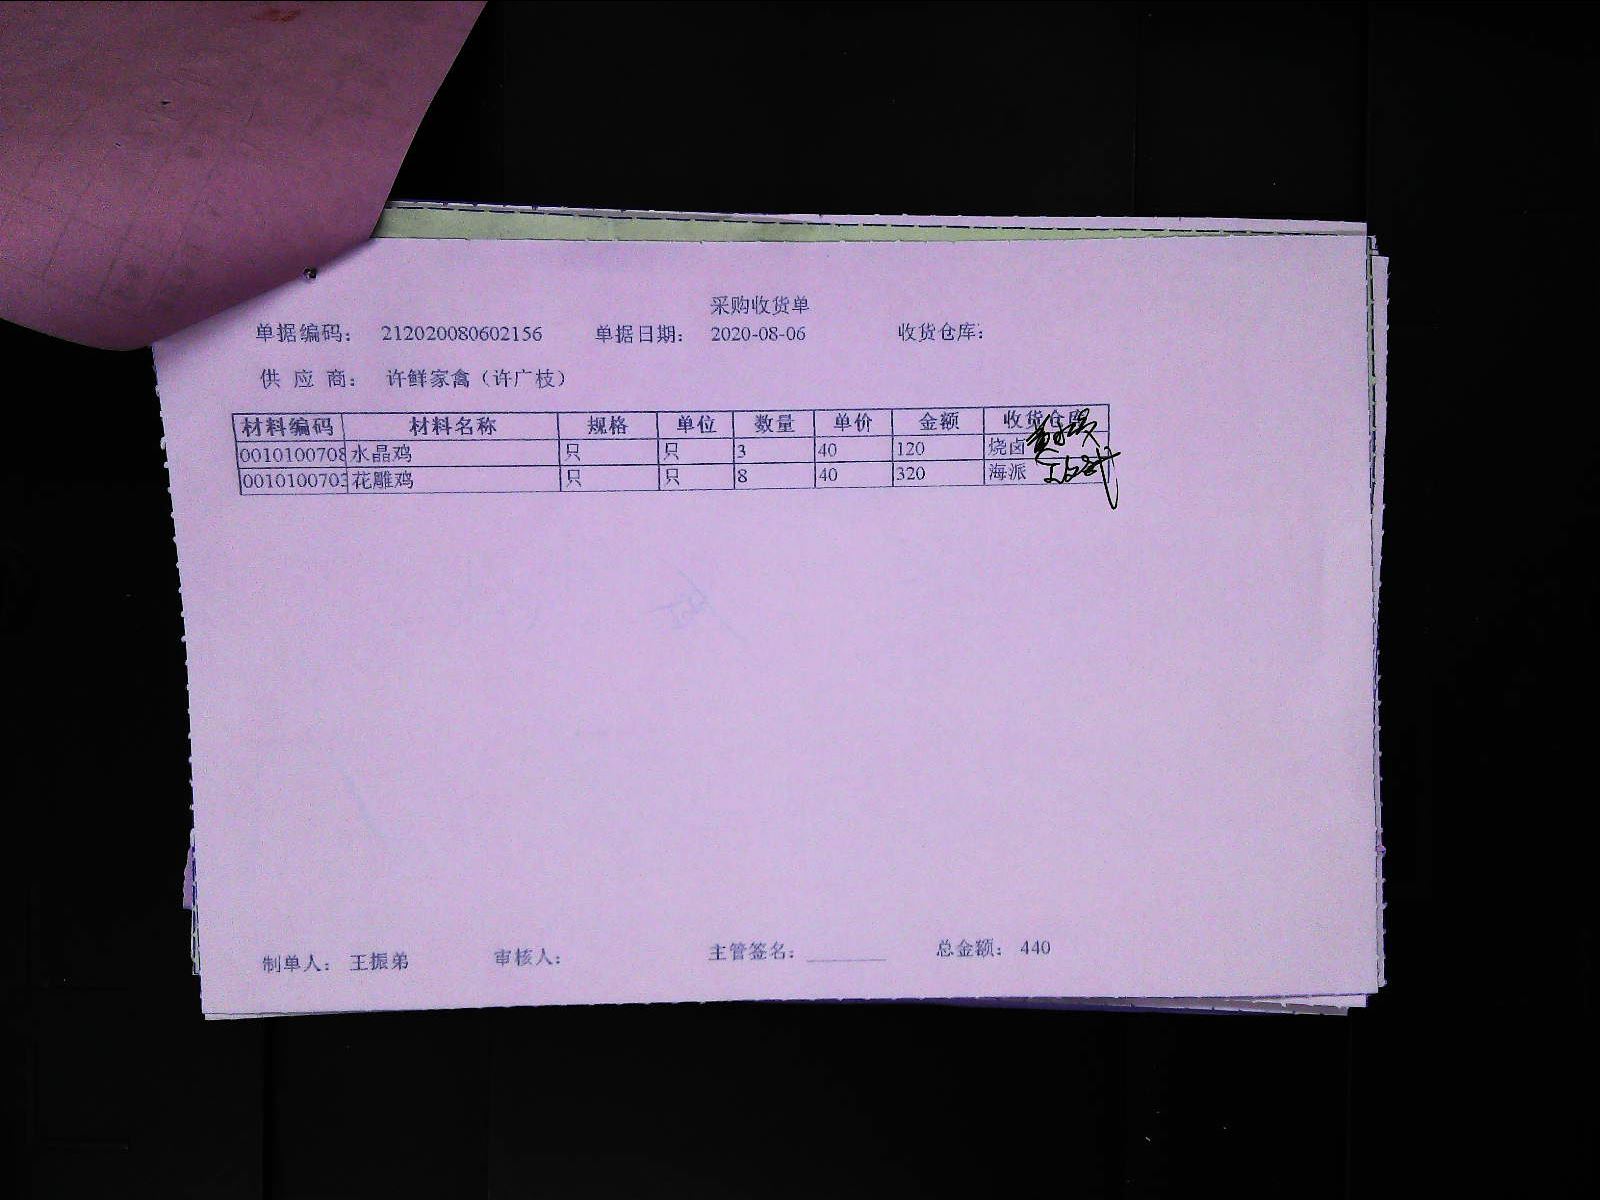 采购收货单
单据编码： 212020080602156 单据日期： 2020-08-06 收货仓库：
供 应 商： 许鲜家禽（许广枝）
材料编码 材料名称 规格 单位 数量 单价 金额 收货仓库
0010100708 水晶鸡 只 只 3 40 120 烧卤
001010070 花雕鸡 只 只 8 40 320 海派
制单人： 王振弟 审核人： 主管签名： 总金额： 440